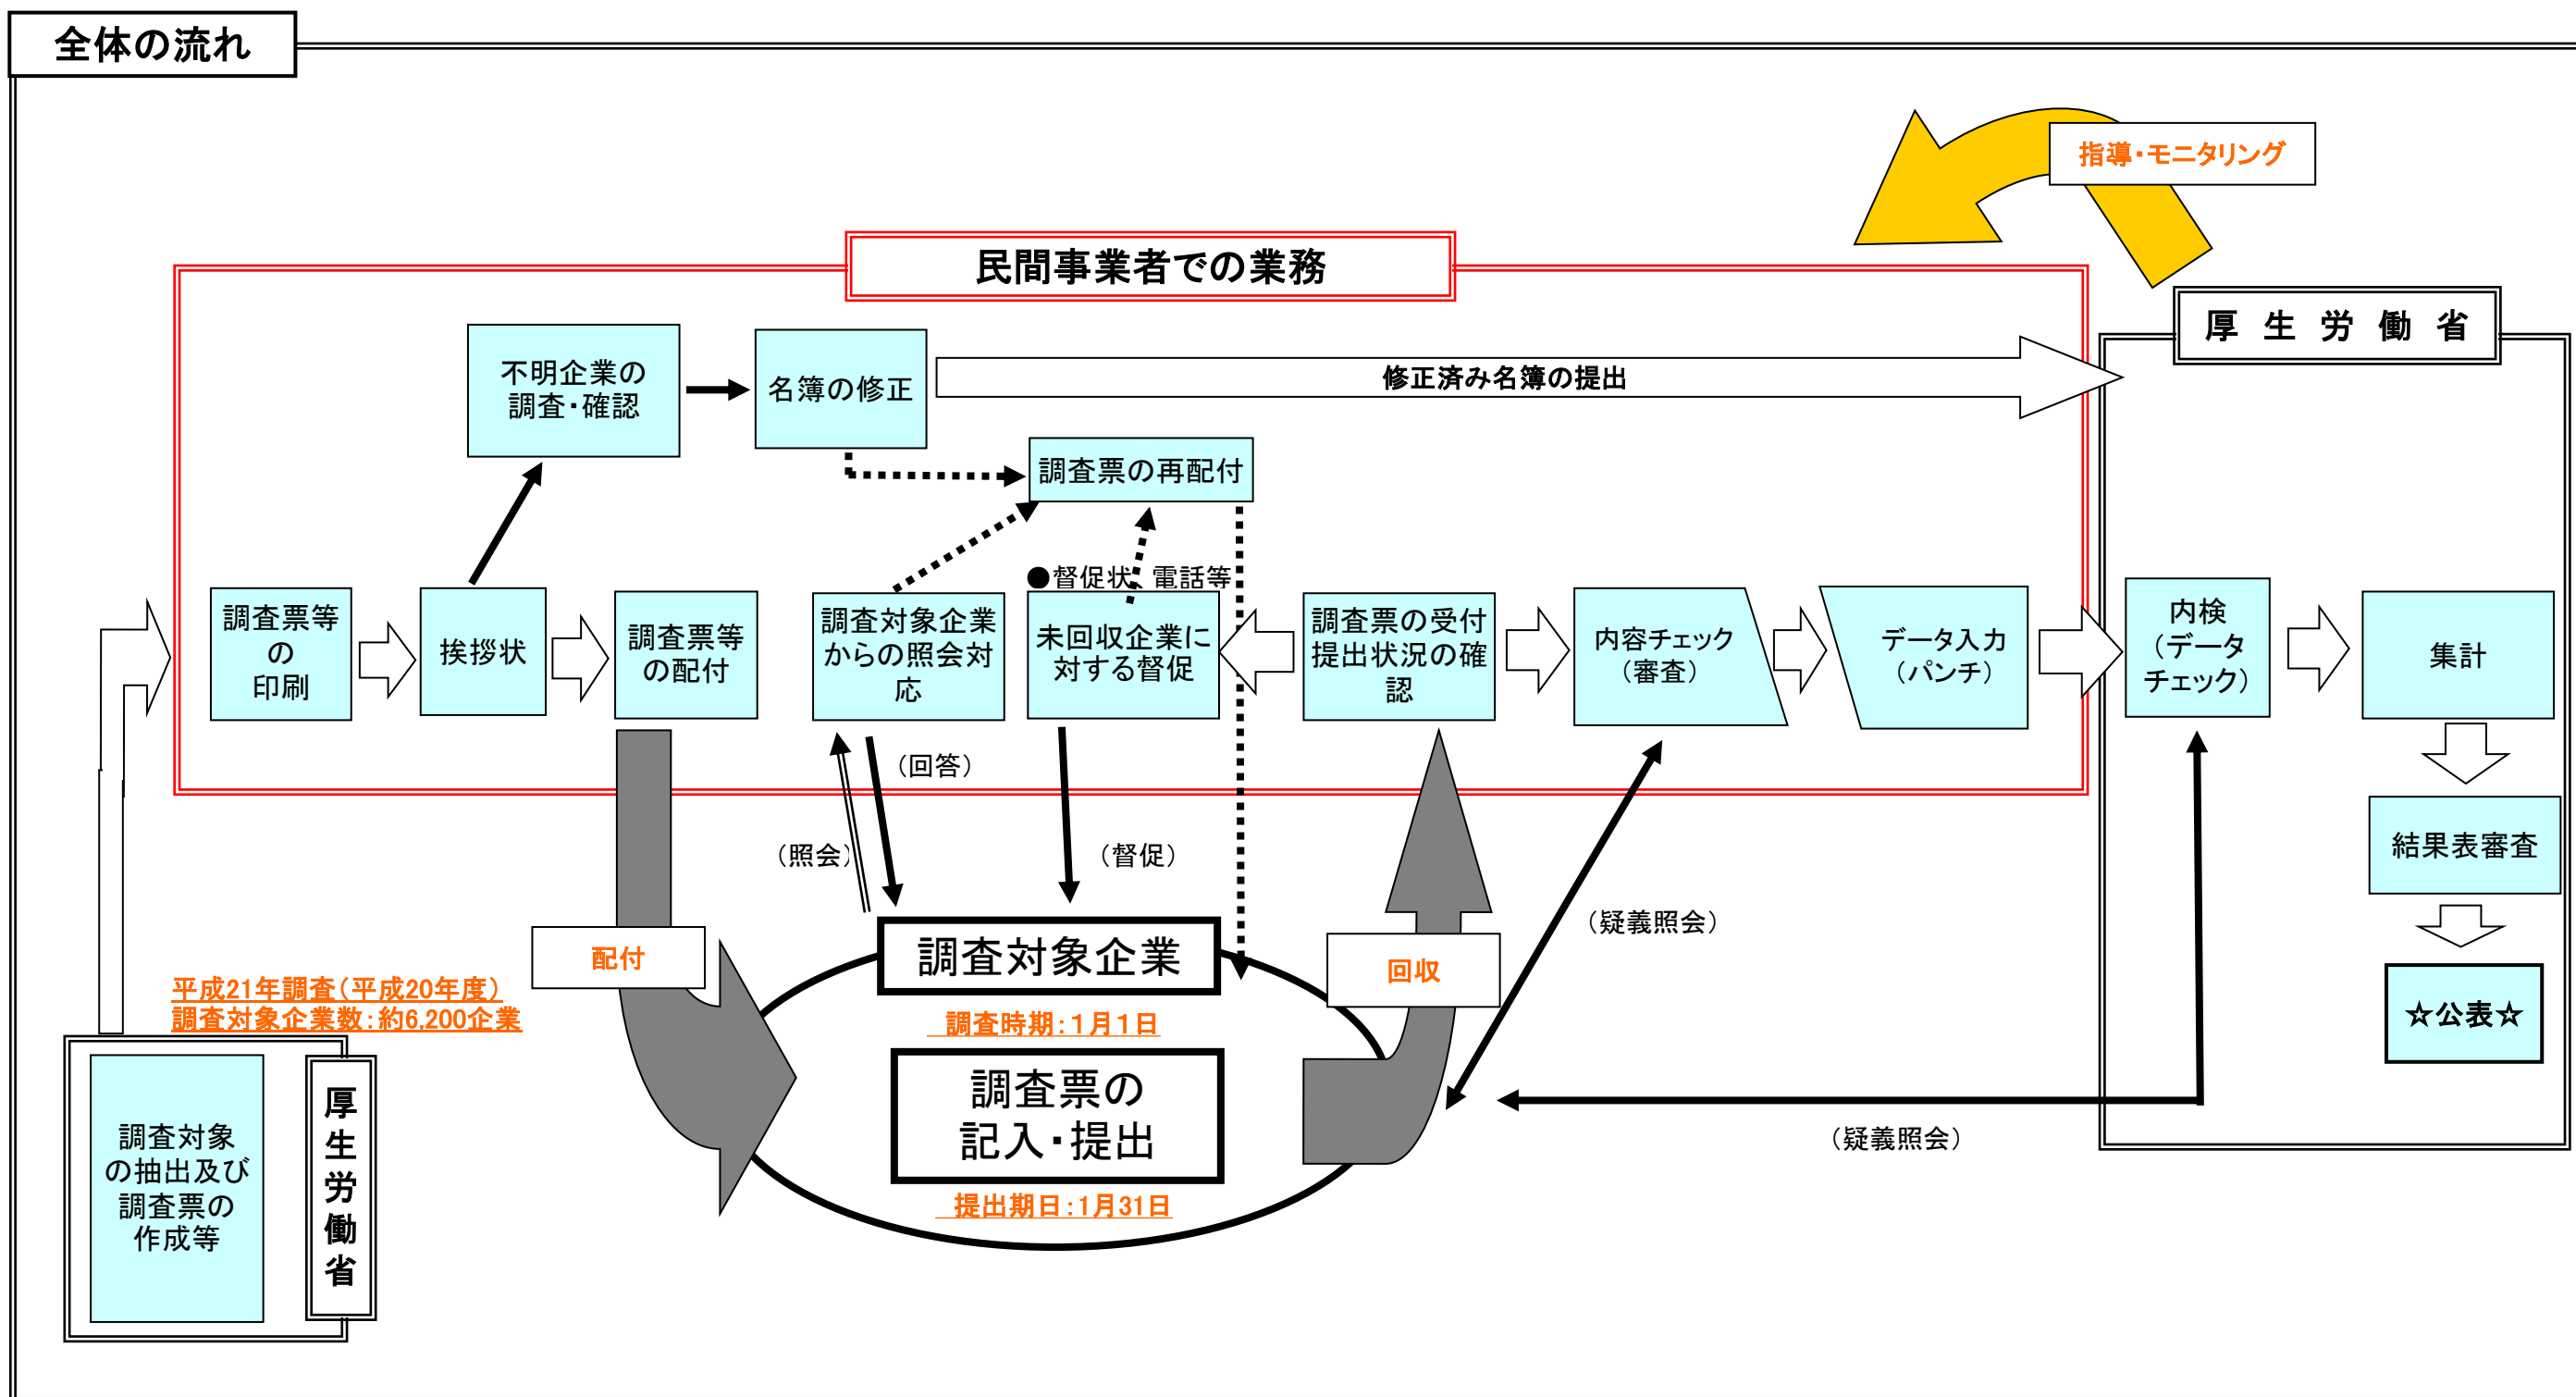 全体の流れ
指導・モニタリング
民間事業者での業務
厚生労働省
不明企業の
調査・確認
名簿の修正
修正済み名簿の提出
調査票の再配付
●督促状、電話等
調査票等
の
印刷
挨拶状
調査票等
の配付
調査対象企業
からの照会対
応
未回収企業に
対する督促
調査票の受付
提出状況の確
認
内容チェック
（審査）
データ入力
（パンチ）
内検
（データ
チェック）
集計
（回答）
（照会）
（督促）
結果表審査
（疑義照会）
配付
調査対象企業
回収
平成21年調査（平成20年度）
調査対象企業数：約6,200企業
調査時期：1月1日
☆公表☆
調査票の
記入・提出
（疑義照会）
提出期日：1月31日
調査対象
の抽出及び
調査票の
作成等
厚生労働省